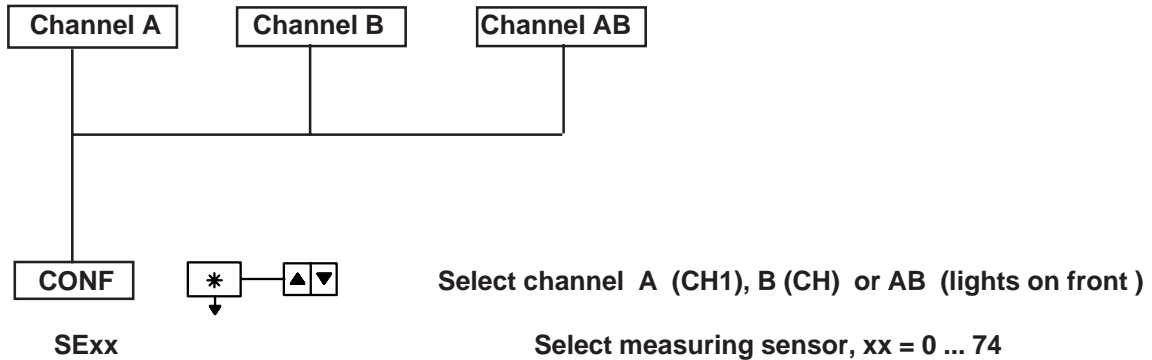 Channel A Channel B Channel AB
CONF * ▲ ▼ Select channel A (CH1), B (CH) or AB (lights on front )
SExx Select measuring sensor, xx = 0 ... 74